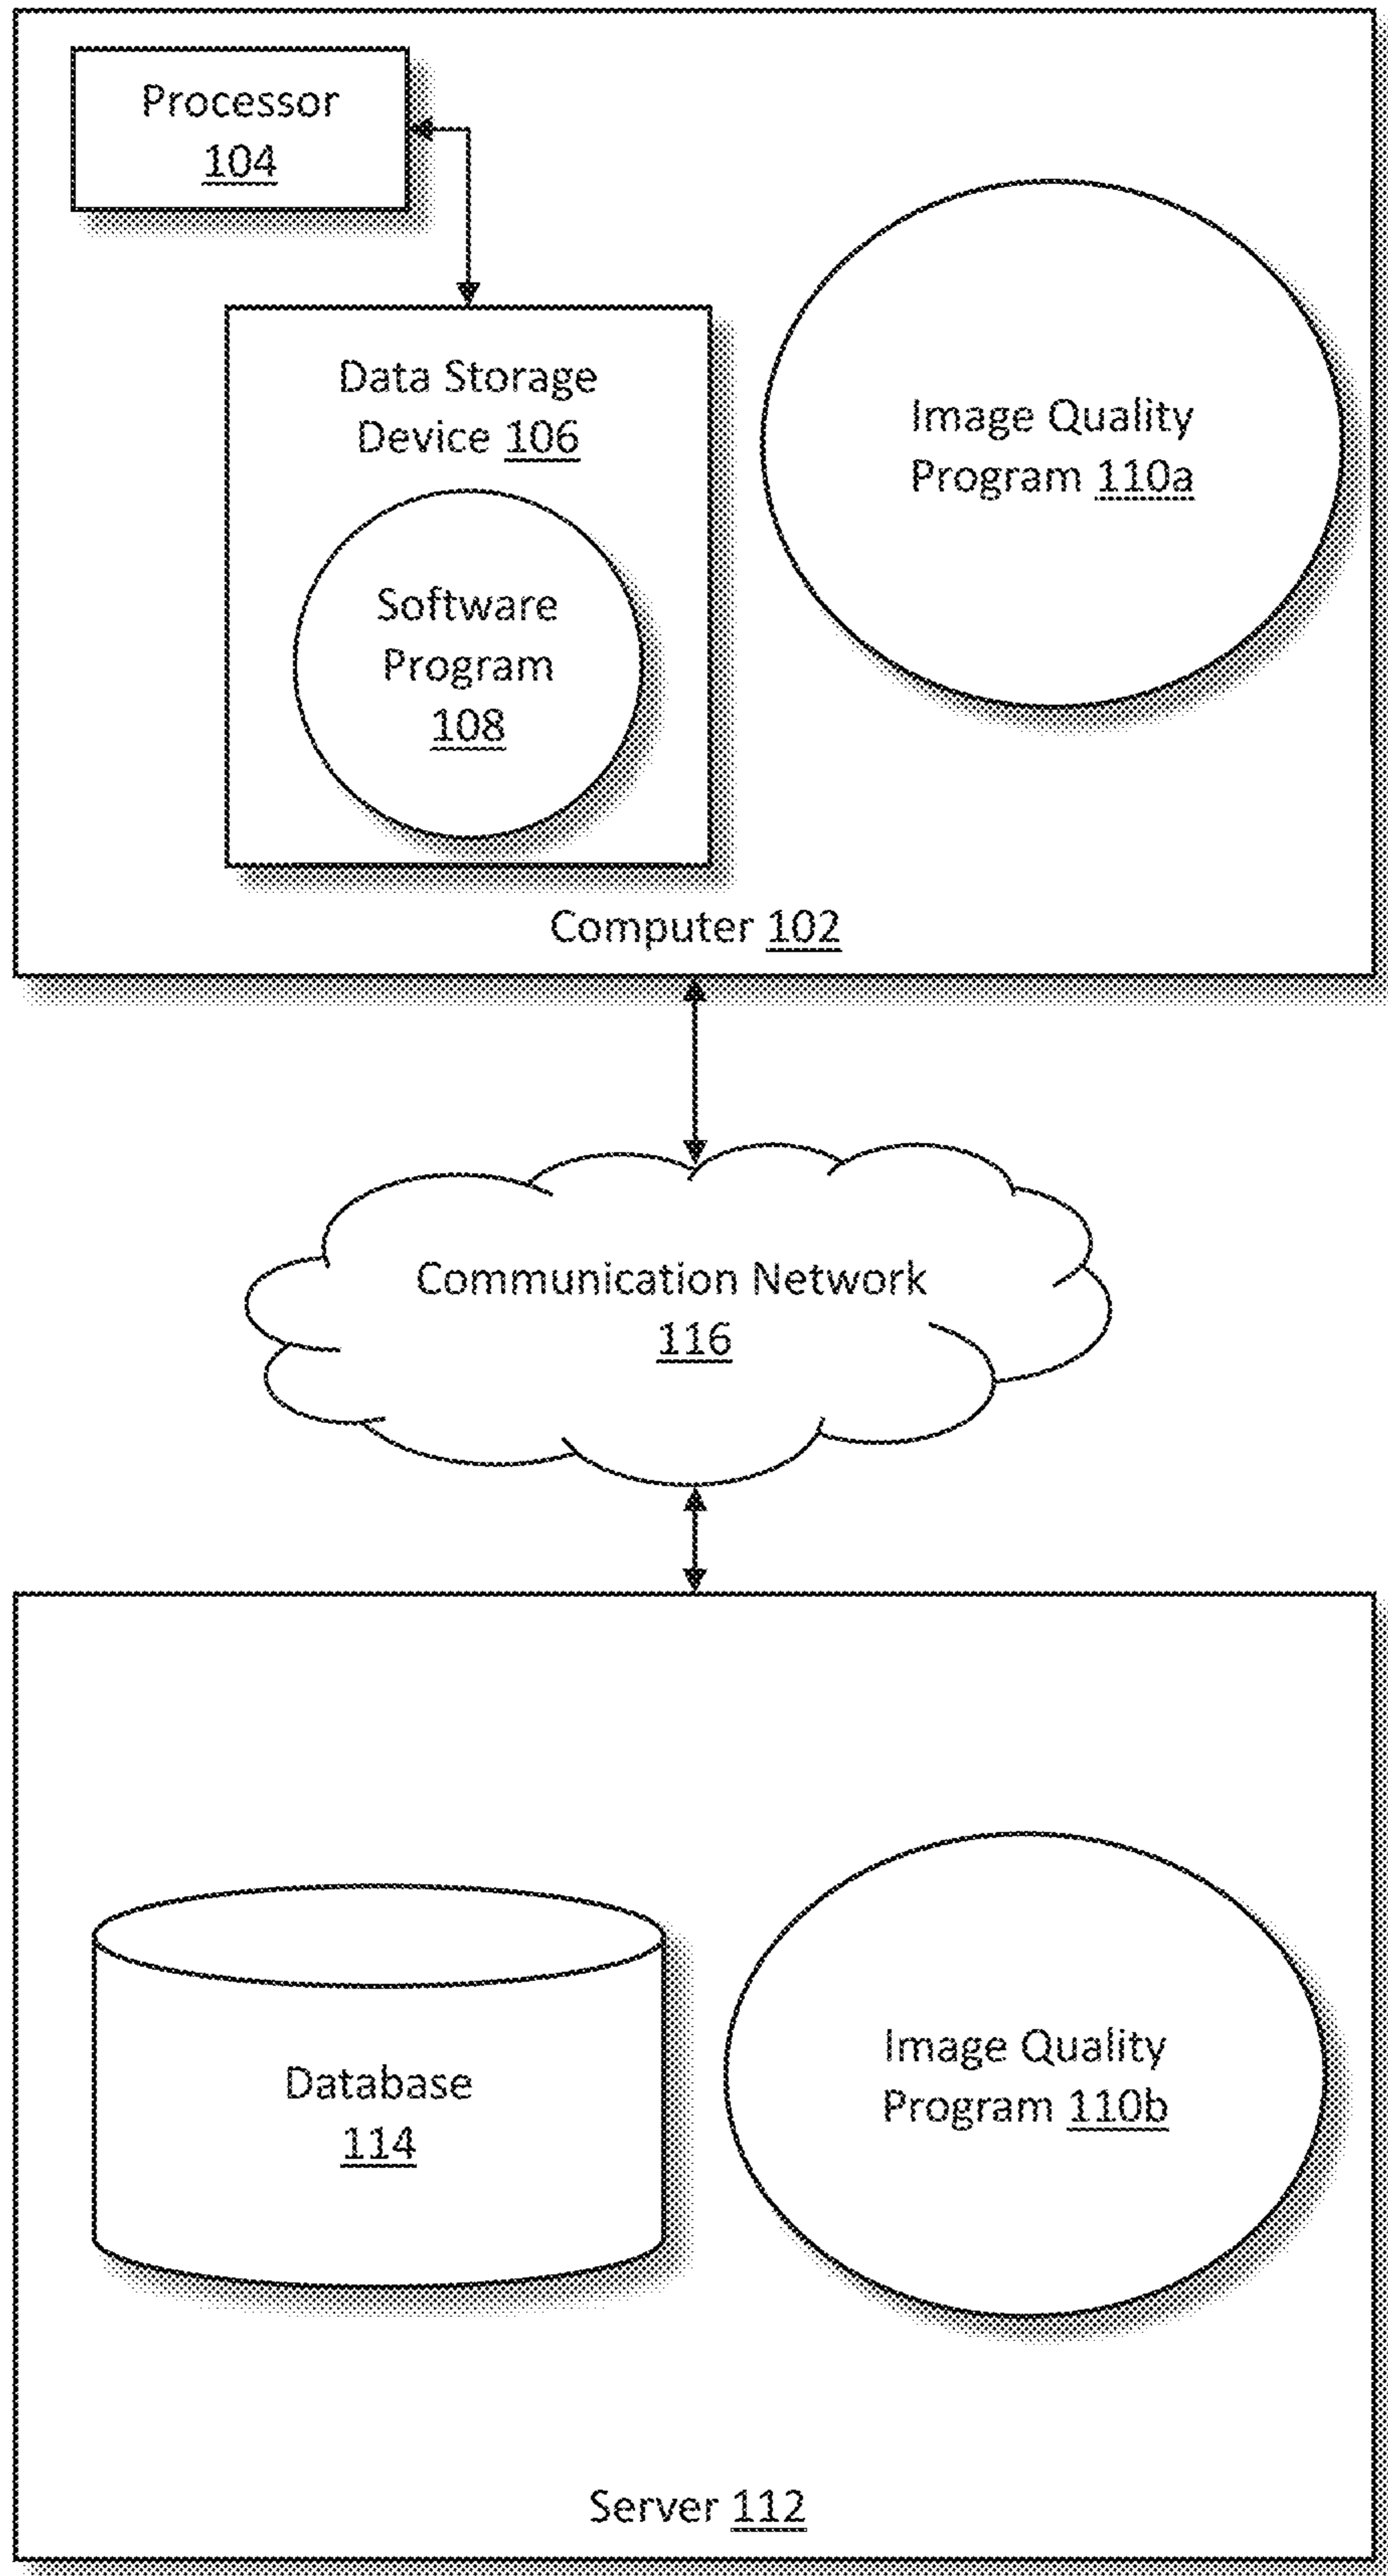 Processor
104
Data Storage
Device 106
Software
Program
108
Image Quality
Program 110a
Computer 102
Communication Network
116
Database
114
Image Quality
Program 110b
Server 112